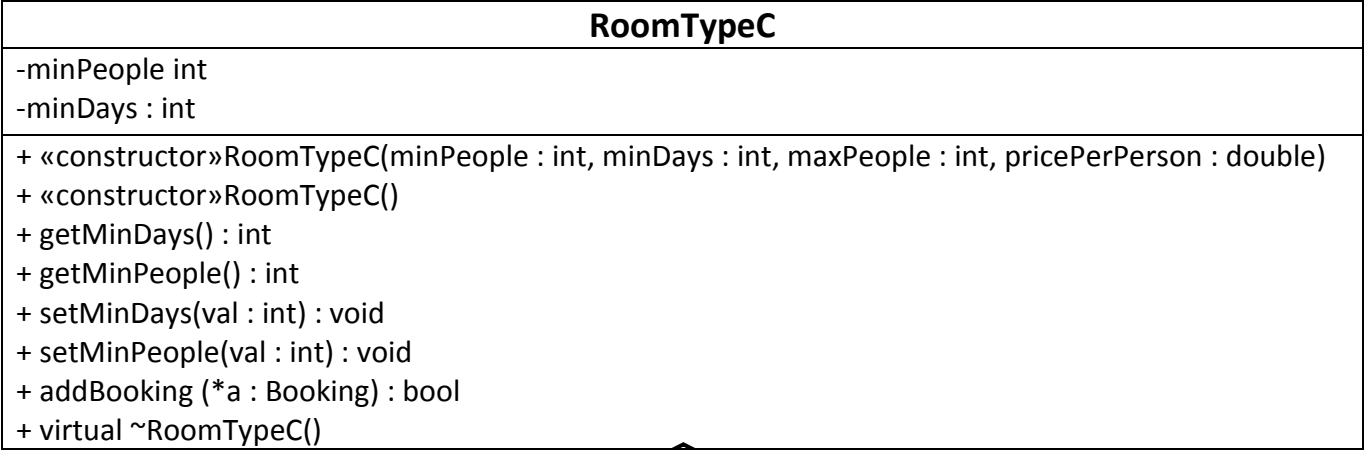 RoomTypeC
-minPeople int
-minDays : int
+ «constructor»RoomTypeC(minPeople : int, minDays : int, maxPeople : int, pricePerPerson : double)
+ «constructor»RoomTypeC()
+ getMinDays() : int
+ getMinPeople() : int
+ setMinDays(val : int) : void
+ setMinPeople(val : int) : void
+ addBooking (*a : Booking) : bool
+ virtual ~RoomTypeC()